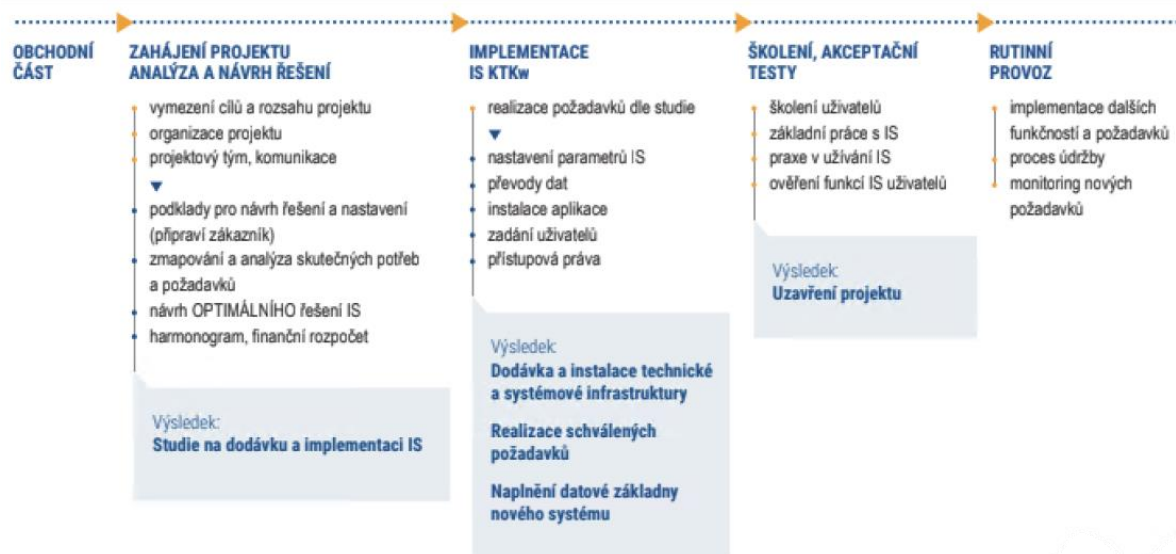 OBCHODNÍ
ČÁST
ZAHÁJENÍ PROJEKTU
ANALÝZA A NÁVRH ŘEŠENÍ
vymezení cílů a rozsahu projektu
organizace projektu
projektový tým, komunikace
podklady pro návrh řešení a nastavení
(připraví zákazník)
zmapování a analýza skutečných potřeb
a požadavků
návrh OPTIMÁLNÍHO řešení IS
harmonogram, finanční rozpočet
Výsledek:
Studie na dodávku a implementaci IS
IMPLEMENTACE
IS KTKw
realizace požadavků dle studie
nastavení parametrů IS
převody dat
instalace aplikace
zadání uživatelů
přístupová práva
Výsledek:
Dodávka a instalace technické
a systémové infrastruktury
Realizace schválených
požadavků
Naplnění datové základny
nového systému
ŠKOLENÍ, AKCEPTAČNÍ
TESTY
školení uživatelů
základní práce s IS
praxe v užívání IS
ověření funkcí IS uživatelů
Výsledek:
Uzavření projektu
RUTINNÍ
PROVOZ
implementace dalších
funkčností a požadavků
proces údržby
monitoring nových
požadavků